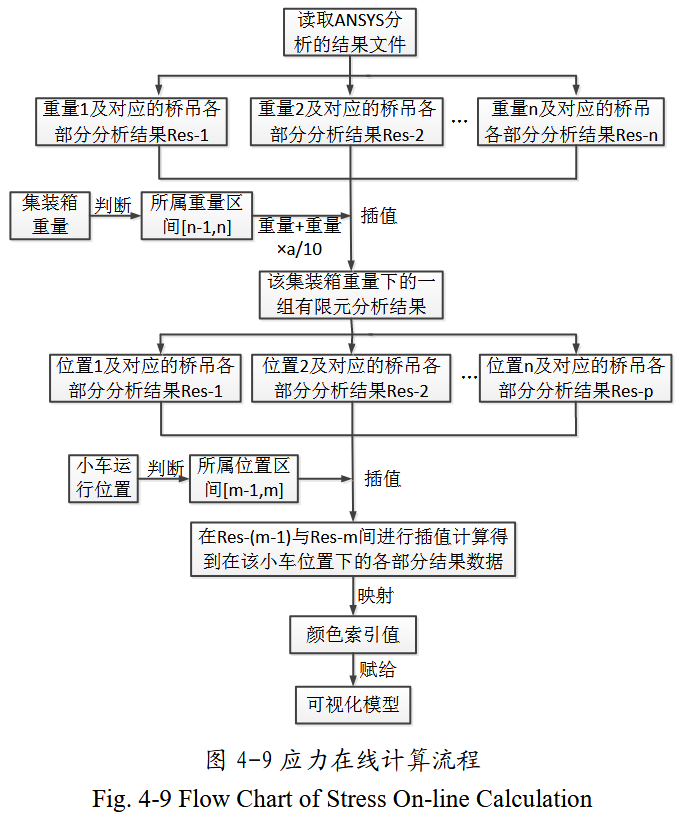 读取ANSYS分
析的结果文件
重量1及对应的桥吊各
部分分析结果Res-1
重量2及对应的桥吊各
部分分析结果Res-2
...
重量n及对应的桥吊
各部分分析结果Res-n
集装箱
重量
判断
所属重量区
间[n-1,n]
重量+重量
×a/10
插值
该集装箱重量下的一
组有限元分析结果
位置1及对应的桥吊各
部分分析结果Res-1
位置2及对应的桥吊各
部分分析结果Res-2
...
位置n及对应的桥吊各
部分分析结果Res-p
小车运
行位置
判断
所属位置区
间[m-1,m]
插值
在Res-(m-1)与Res-m间进行插值计算得
到在该小车位置下的各部分结果数据
映射
颜色索引值
赋给
可视化模型
图 4-9 应力在线计算流程
Fig. 4-9 Flow Chart of Stress On-line Calculation